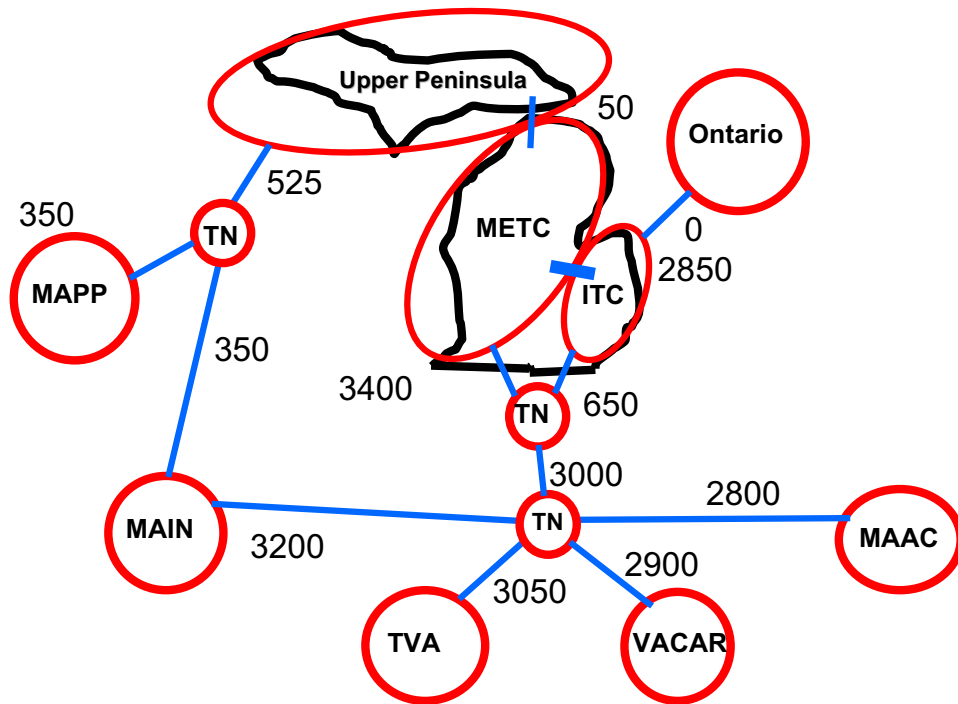 Upper Peninsula
50
Ontario
525
350
TN
METC
0
2850
MAPP
ITC
350
3400
650
TN
3000
2800
TN
MAIN
3200
MAAC
3050
2900
TVA
VACAR